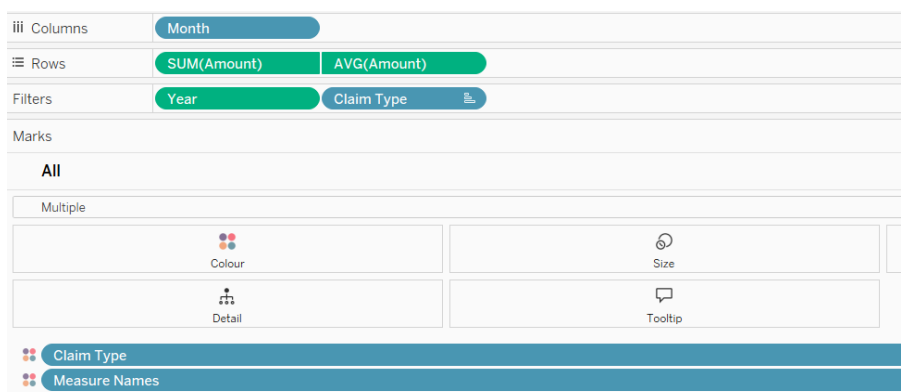 Columns Month
Rows SUM(Amount) AVG(Amount)
Filters Year Claim Type
Marks
All
Multiple
Colour Size
Detail Tooltip
Claim Type
Measure Names